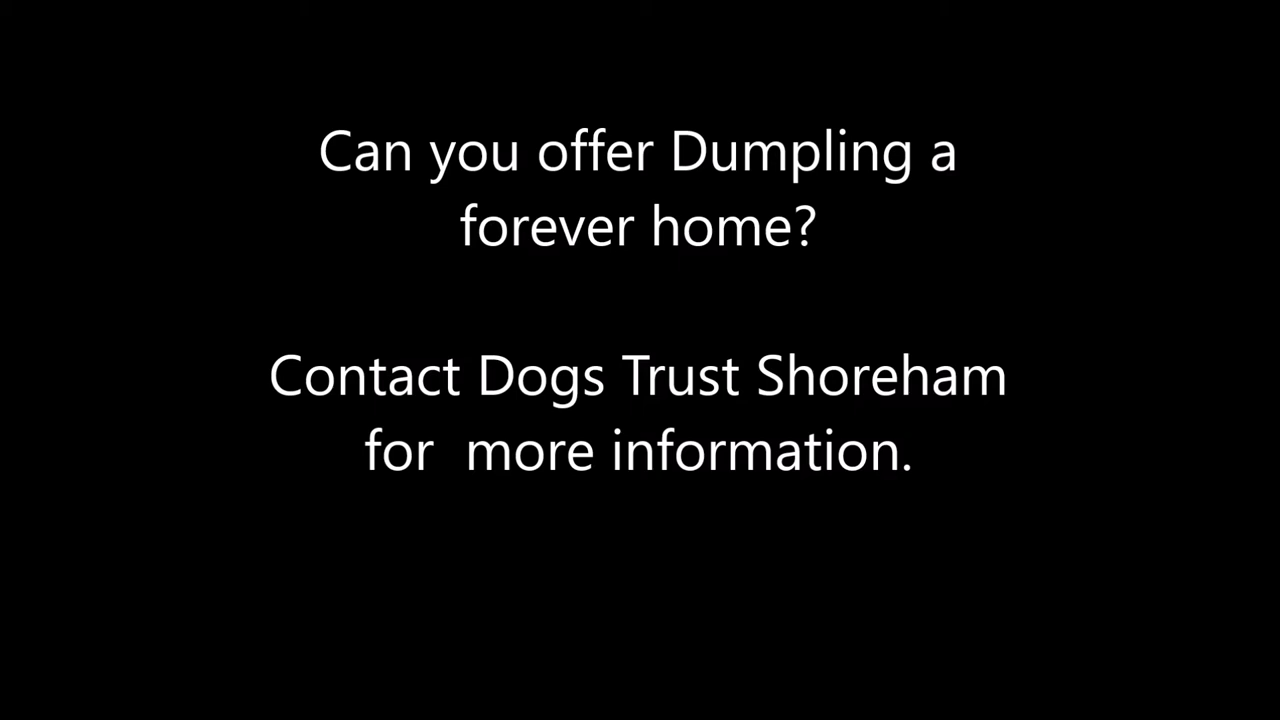 Can you offer Dumpling a
forever home?
Contact Dogs Trust Shoreham
for  more information.